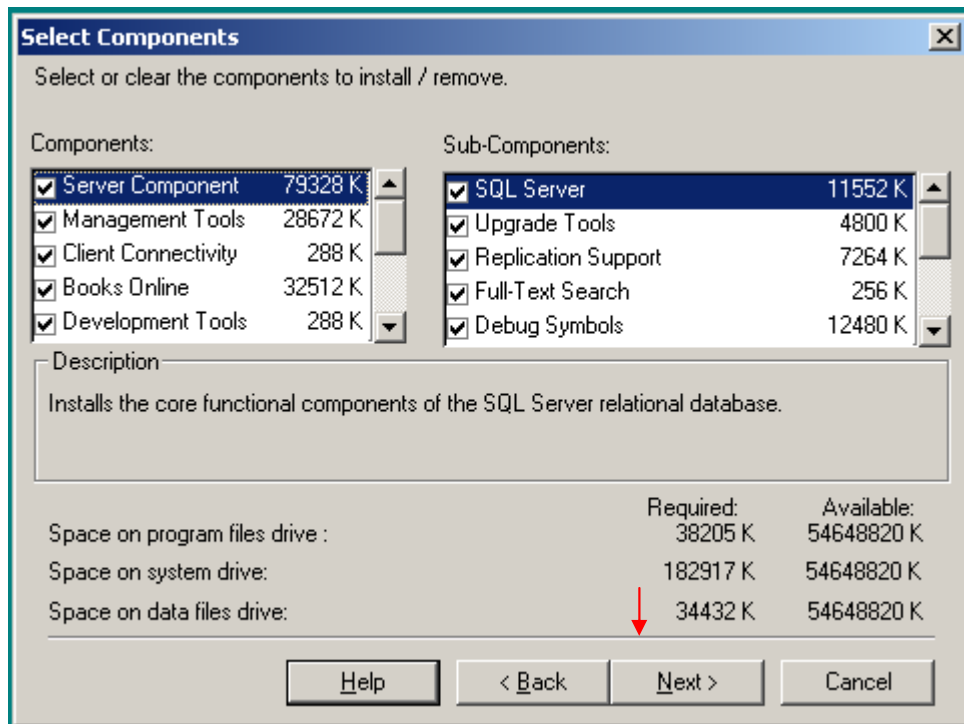 Select Components
Select or clear the components to install / remove.
Components:
Server Component 79328 K
Management Tools 28672 K
Client Connectivity 288 K
Books Online 32512 K
Development Tools 288 K
Sub-Components:
SQL Server 11552 K
Upgrade Tools 4800 K
Replication Support 7264 K
Full-Text Search 256 K
Debug Symbols 12480 K
Description
Installs the core functional components of the SQL Server relational database.
Required: Available:
Space on program files drive : 38205 K 54648820 K
Space on system drive: 182917 K 54648820 K
Space on data files drive: 34432 K 54648820 K
Help < Back Next > Cancel